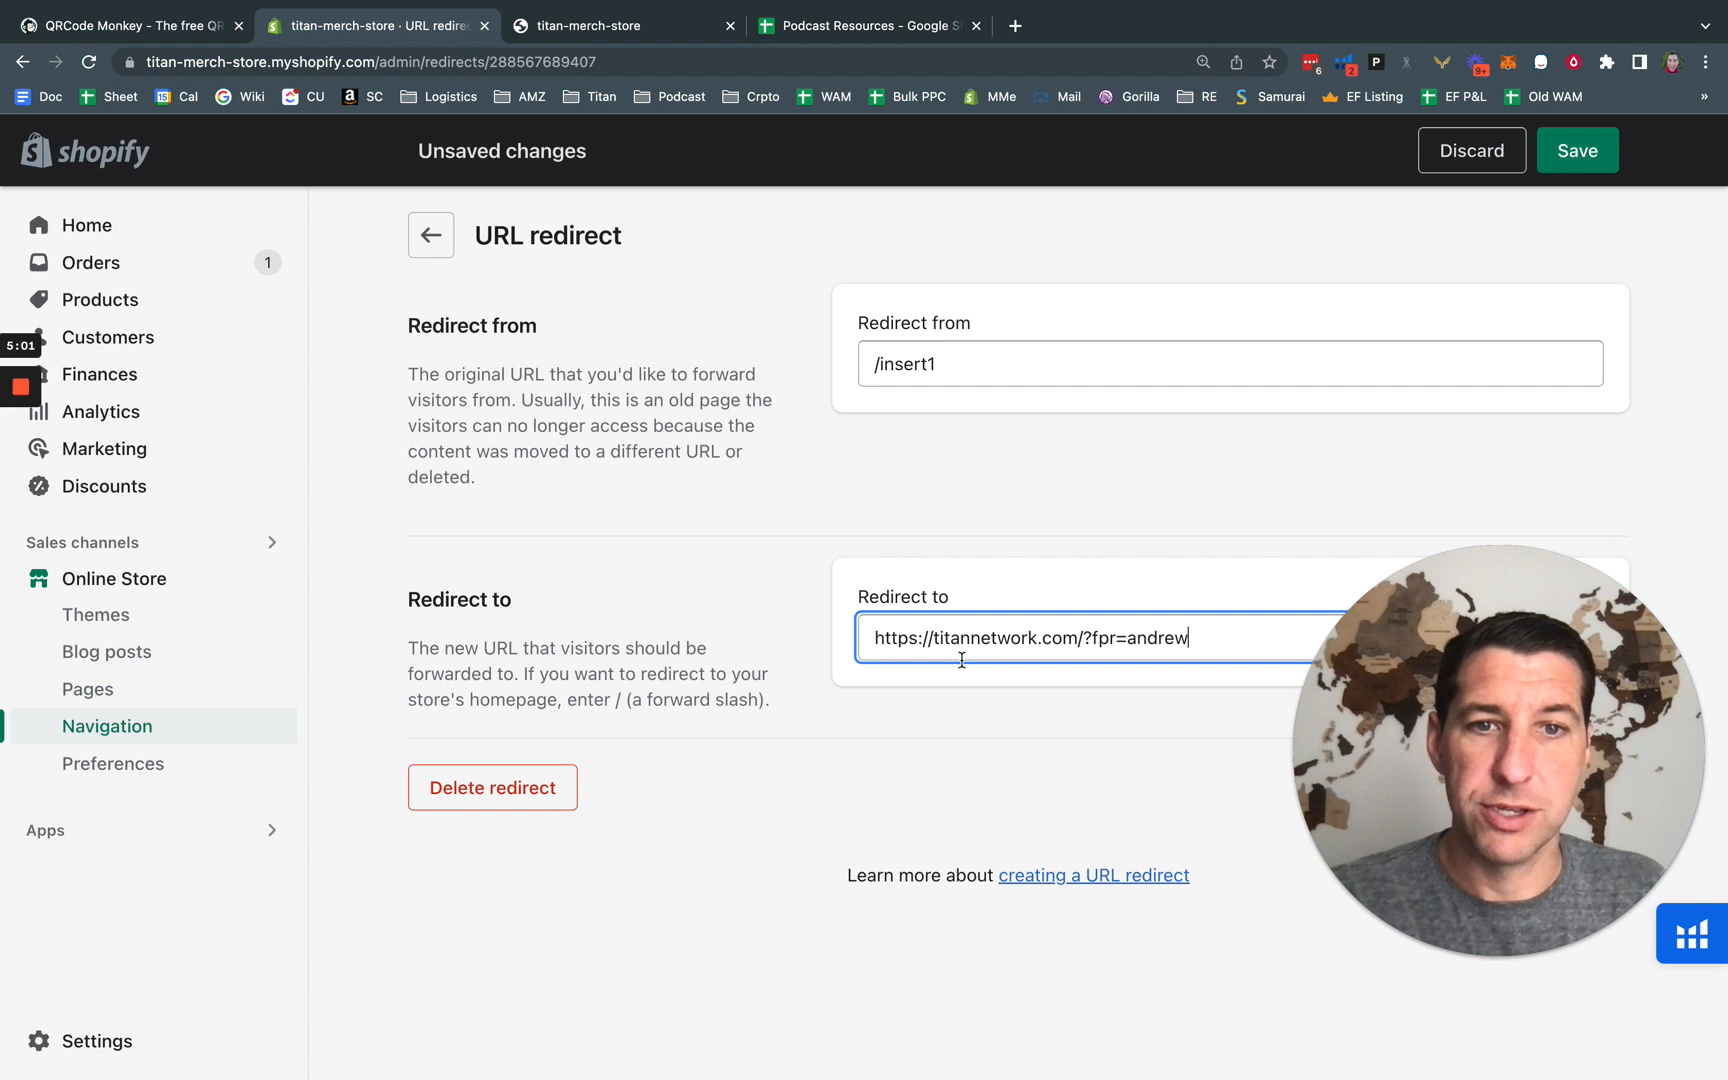 QRCode Monkey - The free QR
titan-merch-store · URL redirec
titan-merch-store
Podcast Resources - Google S
titan-merch-store.myshopify.com/admin/redirects/288567689407
6
2
P
9+
Doc
Sheet
15
Cal
Wiki
CU
a
SC
Logistics
AMZ
Titan
Podcast
Crpto
WAM
Bulk PPC
MMe
Mail
Gorilla
RE
Samurai
EF Listing
EF P&L
Old WAM
»
shopify
Unsaved changes
Discard
Save
Home
Orders
1
Products
5:01
Customers
Finances
Analytics
Marketing
Discounts
Sales channels
Online Store
Themes
Blog posts
Pages
Navigation
Preferences
Apps
Settings
URL redirect
Redirect from
The original URL that you'd like to forward
visitors from. Usually, this is an old page the
visitors can no longer access because the
content was moved to a different URL or
deleted.
Redirect from
/insert1
Redirect to
The new URL that visitors should be
forwarded to. If you want to redirect to your
store's homepage, enter / (a forward slash).
Redirect to
https://titannetwork.com/?fpr=andrew
Delete redirect
Learn more about creating a URL redirect